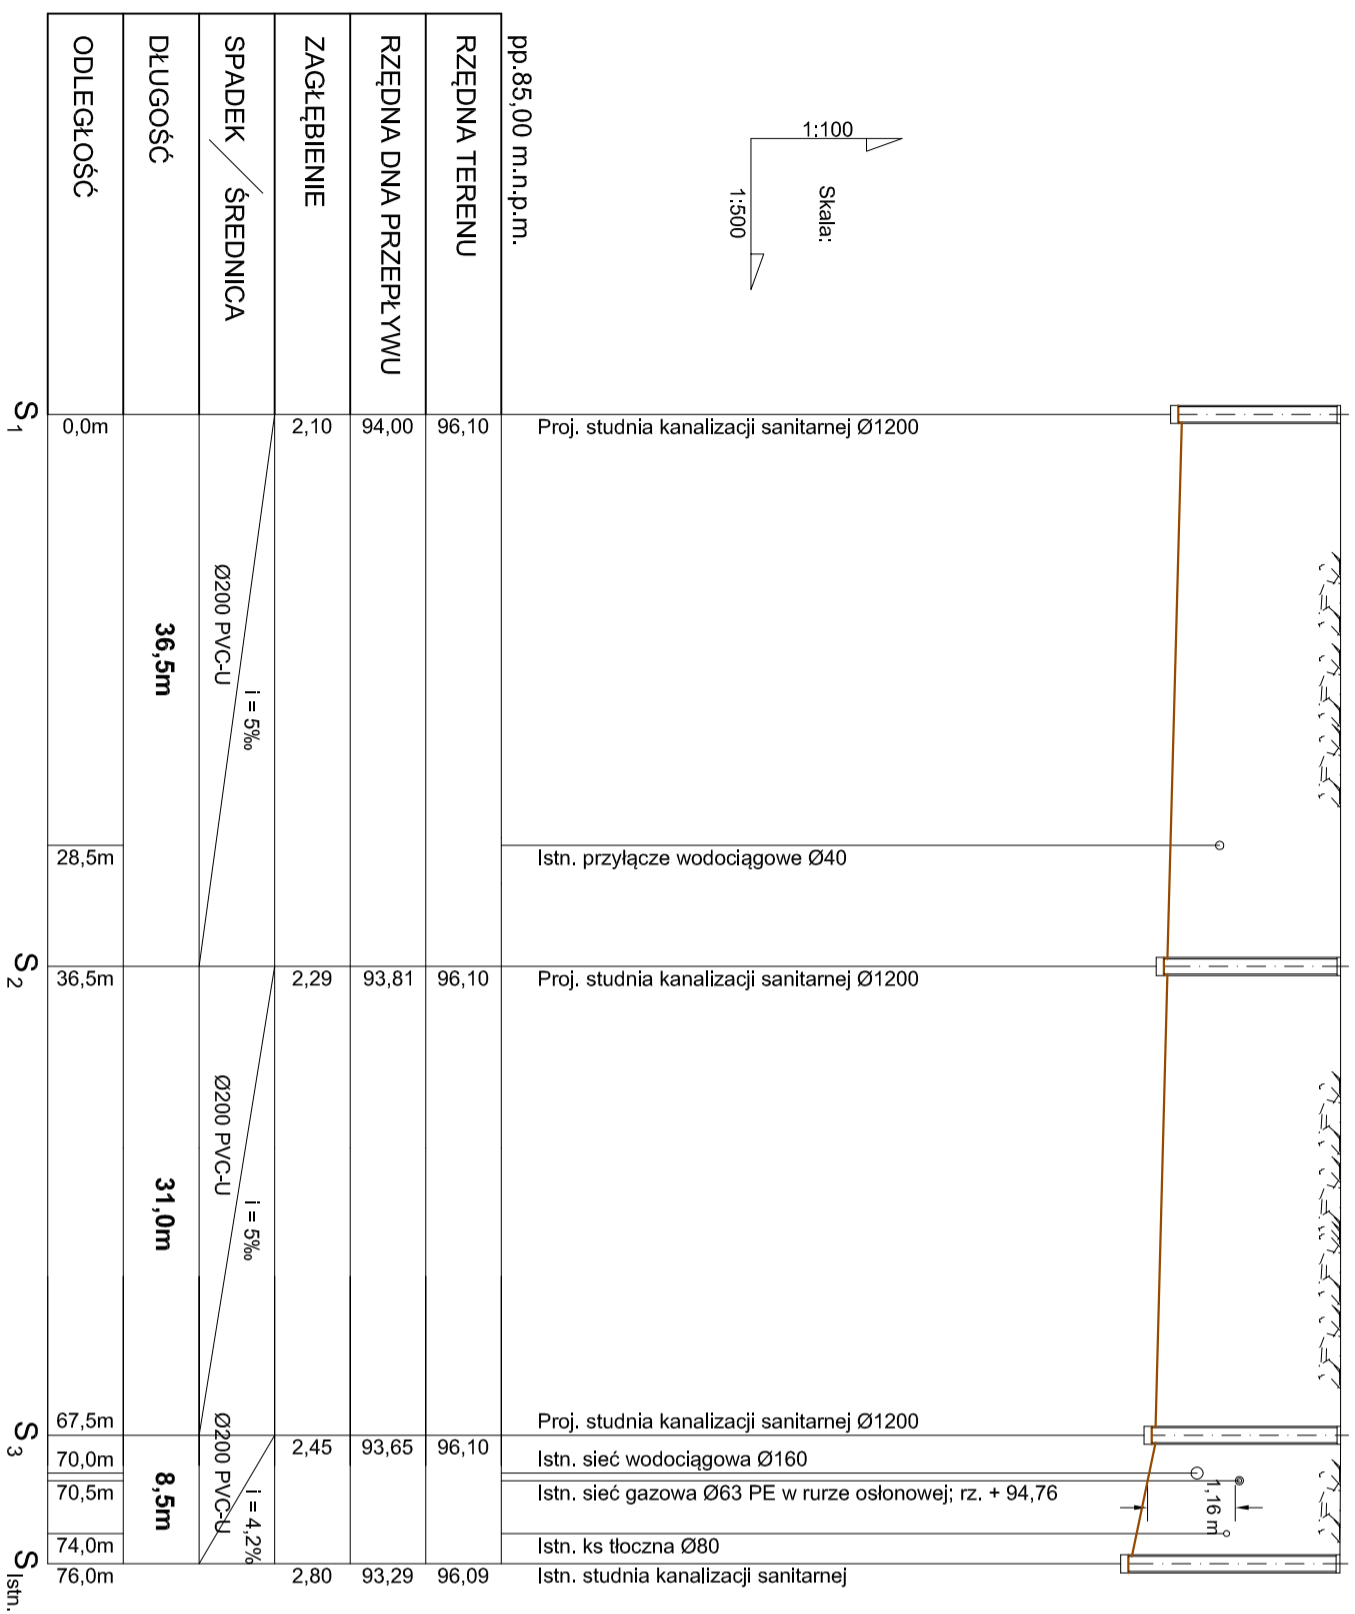 Skala:
1:100
1:500
pp.85,00 m.n.p.m.
RZĘDNA TERENU
96,10
96,10
96,10
96,09
RZĘDNA DNA PRZEPŁYWU
94,00
93,81
93,65
93,29
ZAGŁĘBIENIE
2,10
2,29
2,45
2,80
SPADEK / ŚREDNICA
i = 5‰
Ø200 PVC-U
i = 5‰
Ø200 PVC-U
i = 4,2%
Ø200 PVC-U
DŁUGOŚĆ
36,5m
31,0m
8,5m
ODLEGŁOŚĆ
0,0m
28,5m
36,5m
67,5m
70,0m
70,5m
74,0m
76,0m
S1
S2
S3
SIstn.
Proj. studnia kanalizacji sanitarnej Ø1200
Istn. przyłącze wodociągowe Ø40
Proj. studnia kanalizacji sanitarnej Ø1200
Proj. studnia kanalizacji sanitarnej Ø1200
Istn. sieć wodociągowa Ø160
Istn. sieć gazowa Ø63 PE w rurze osłonowej; rz. + 94,76
Istn. ks tłoczna Ø80
Istn. studnia kanalizacji sanitarnej
1,16 m